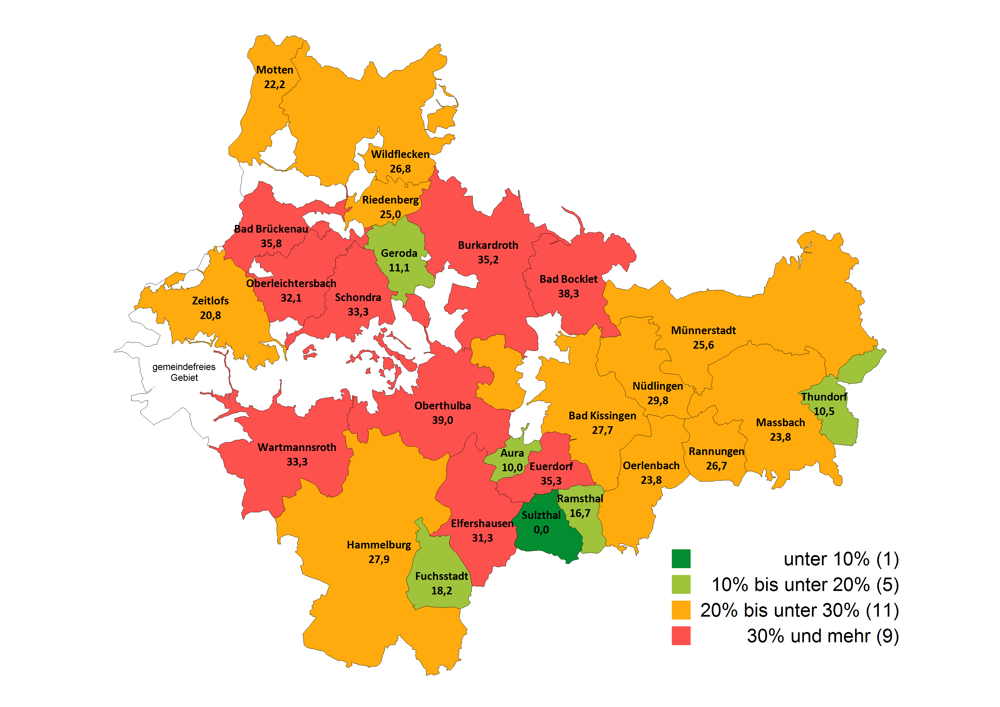 Motten
22,2
Wildflecken
26,8
Riedenberg
25,0
Bad Brückenau
35,8
Geroda
11,1
Burkardroth
35,2
Oberleichtersbach
32,1
Schondra
33,3
Bad Bocklet
38,3
Zeitlofs
20,8
Münnerstadt
25,6
gemeindefreies
Gebiet
Nüdlingen
29,8
Thundorf
10,5
Oberthulba
39,0
Bad Kissingen
27,7
Massbach
23,8
Wartmannsroth
33,3
Aura
10,0
Euerdorf
35,3
Oerlenbach
23,8
Rannungen
26,7
Ramsthal
16,7
Sulzthal
0,0
Elfershausen
31,3
Hammelburg
27,9
Fuchsstadt
18,2
unter 10% (1)
10% bis unter 20% (5)
20% bis unter 30% (11)
30% und mehr (9)